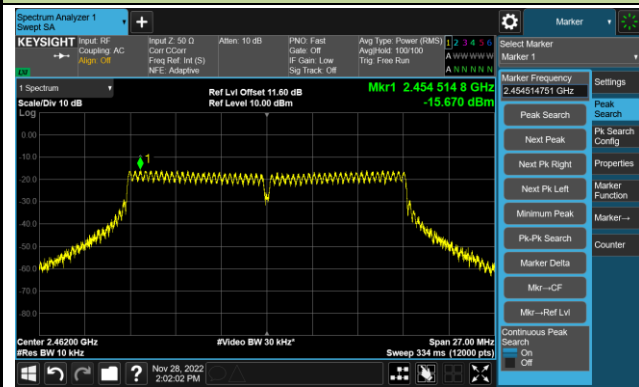 Spectrum Analyzer 1
Swept SA
+
Marker
KEYSIGHT
Input: RF
Coupling: AC
Align: Off
Input Z: 50 Ω
Corr CCorr
Freq Ref: Int (S)
NFE: Adaptive
Atten: 10 dB
PNO: Fast
Gate: Off
IF Gain: Low
Sig Track: Off
Avg Type: Power (RMS)
Avg|Hold: 100/100
Trig: Free Run
1 2 3 4 5 6
A W W W W W
A N N N N N
LXI
Select Marker
Marker 1
1 Spectrum
Scale/Div 10 dB
Log
Ref Lvl Offset 11.60 dB
Ref Level 10.00 dBm
Mkr1 2.454 514 8 GHz
-15.670 dBm
0.00
-10.0
-20.0
-30.0
-40.0
-50.0
-60.0
-70.0
-80.0
1
Center 2.46200 GHz
#Res BW 10 kHz
#Video BW 30 kHz*
Span 27.00 MHz
Sweep 334 ms (12000 pts)
Marker Frequency
2.454514751 GHz
Peak Search
Next Peak
Next Pk Right
Next Pk Left
Minimum Peak
Pk-Pk Search
Marker Delta
Mkr→CF
Mkr→Ref Lvl
Continuous Peak
Search
On
Off
Settings
Peak
Search
Pk Search
Config
Properties
Marker
Function
Marker→
Counter
?
Nov 28, 2022
2:02:02 PM